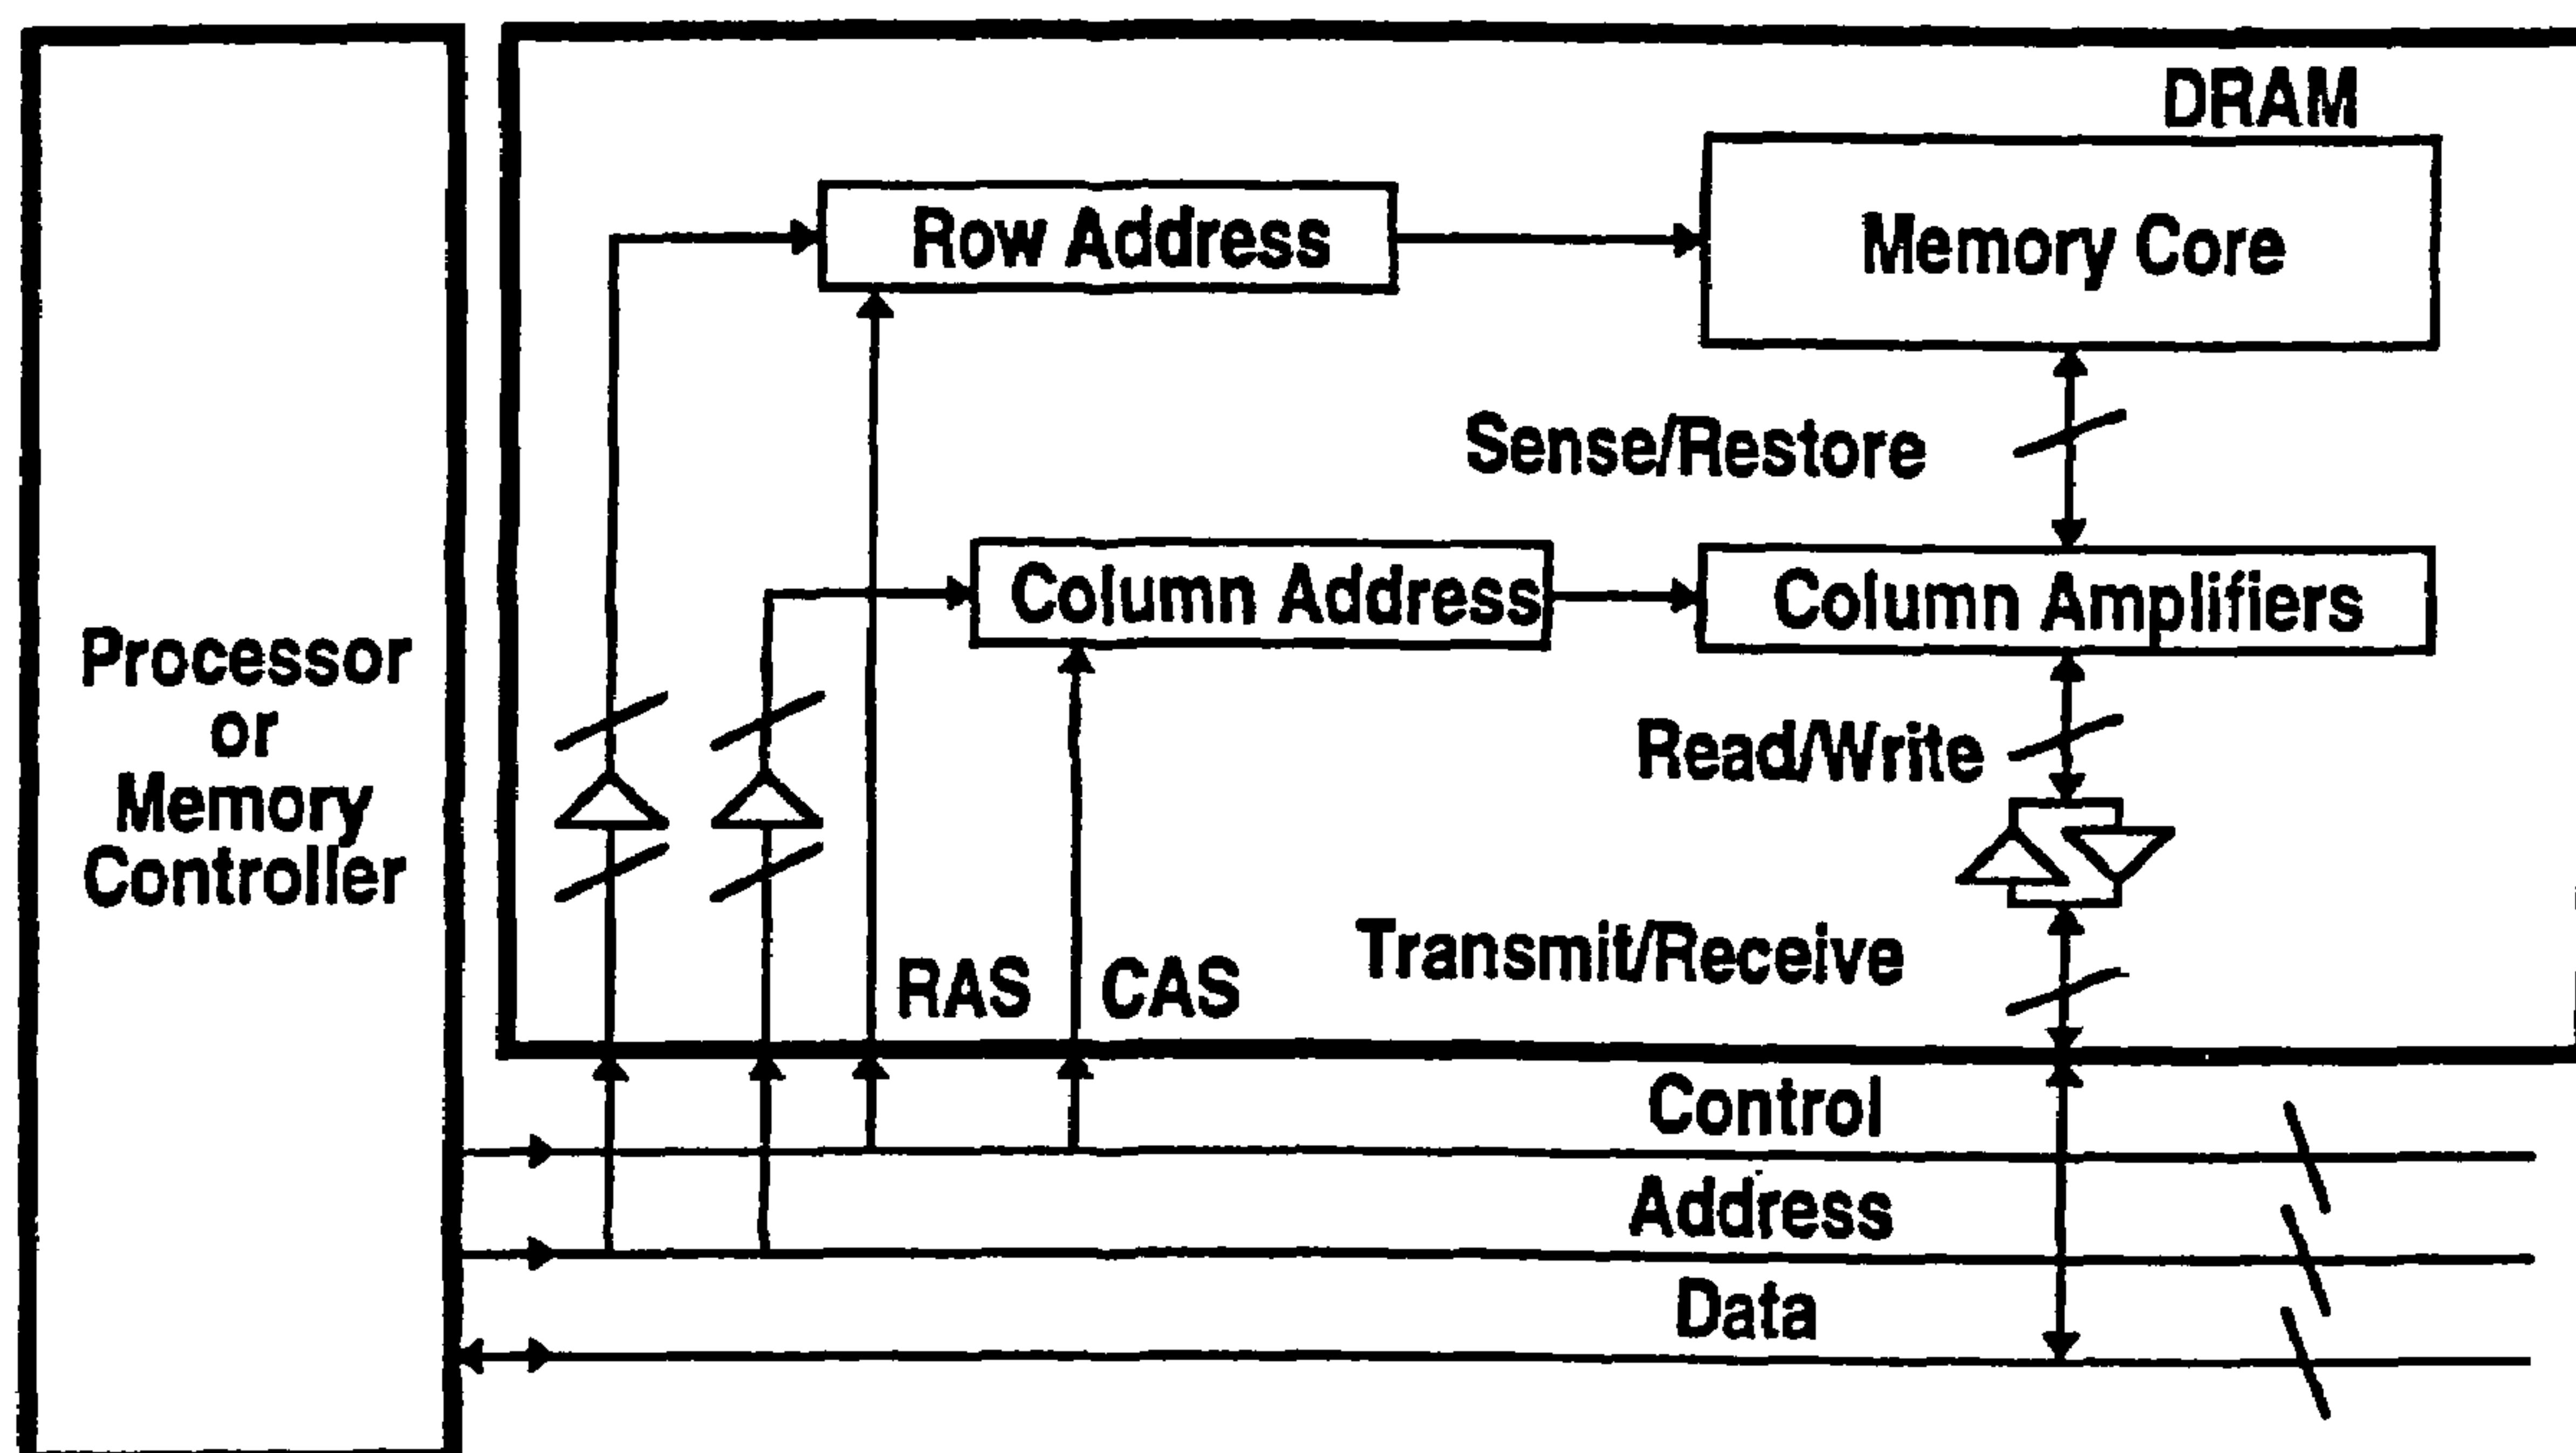 DRAM
Row Address
Memory Core
Sense/Restore
Column Address
Column Amplifiers
Processor
or
Memory
Controller
Read/Write
Transmit/Receive
RAS
CAS
Control
Address
Data